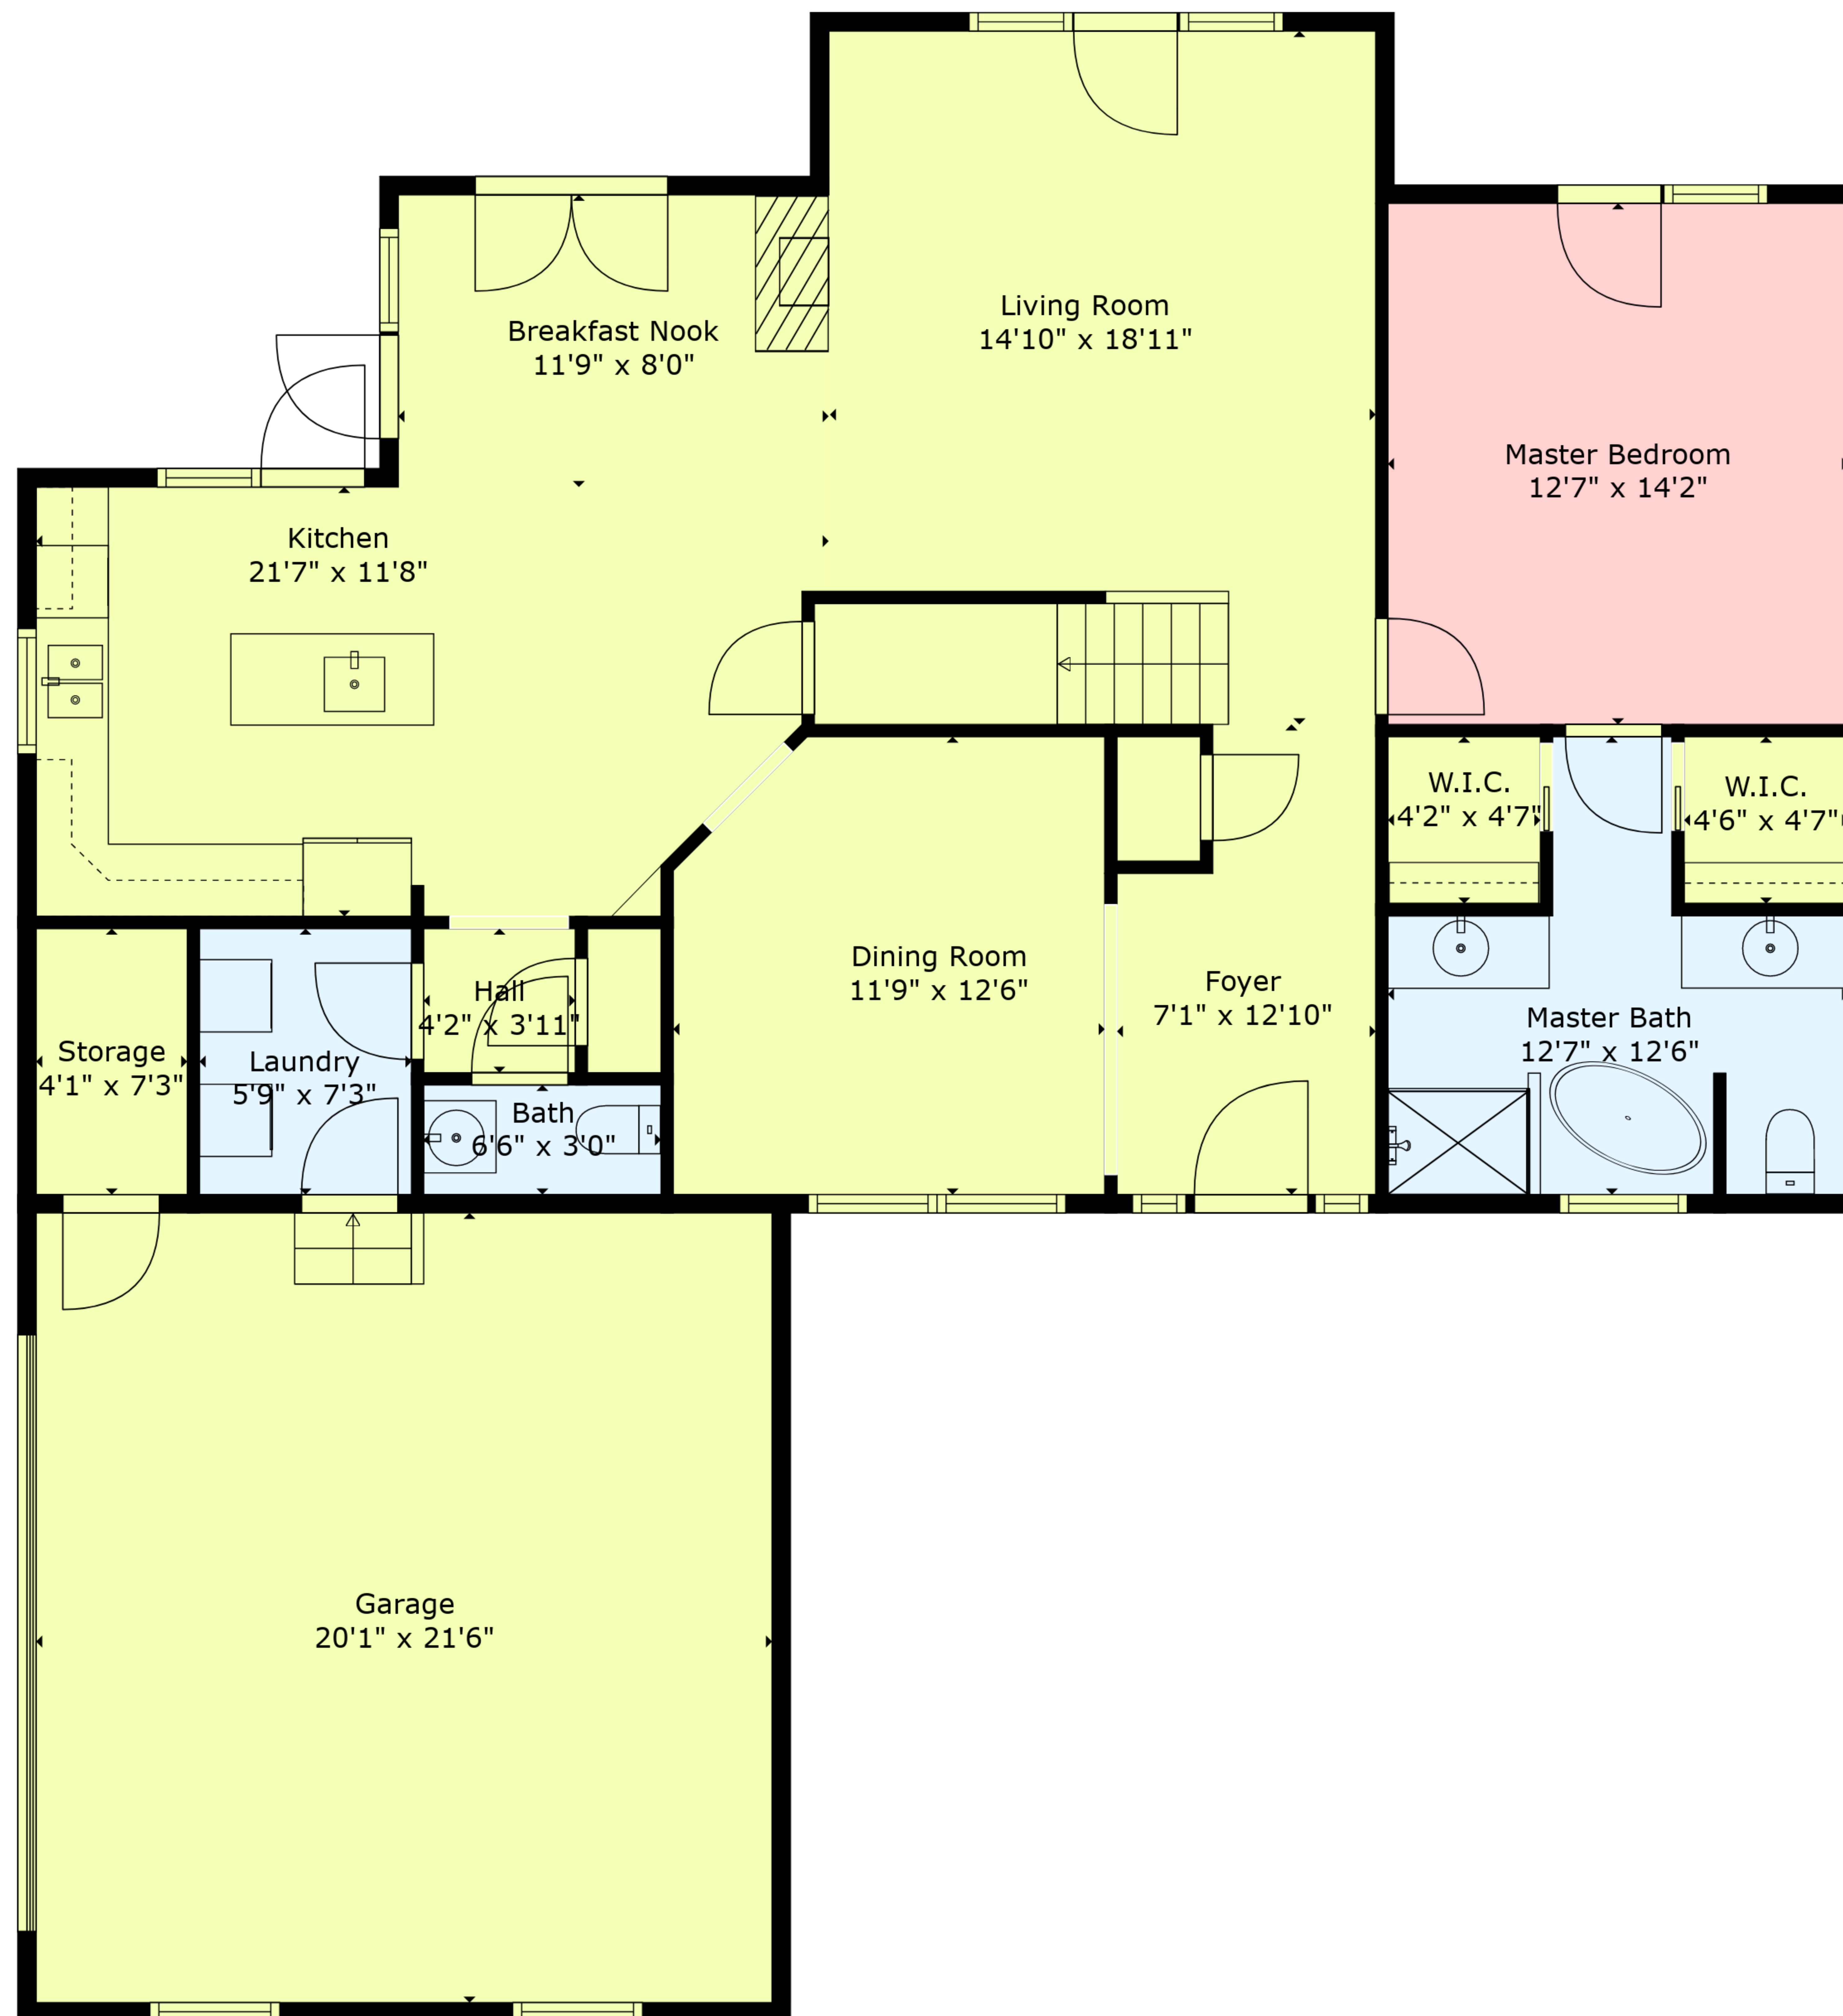 Living Room
14'10" x 18'11"
Breakfast Nook
11'9" x 8'0"
Master Bedroom
12'7" x 14'2"
Kitchen
21'7" x 11'8"
W.I.C.
4'2" x 4'7"
W.I.C.
4'6" x 4'7"
Dining Room
11'9" x 12'6"
Foyer
7'1" x 12'10"
Hall
4'2" x 3'11"
Master Bath
12'7" x 12'6"
Storage
4'1" x 7'3"
Laundry
5'9" x 7'3"
Bath
6'6" x 3'0"
Garage
20'1" x 21'6"